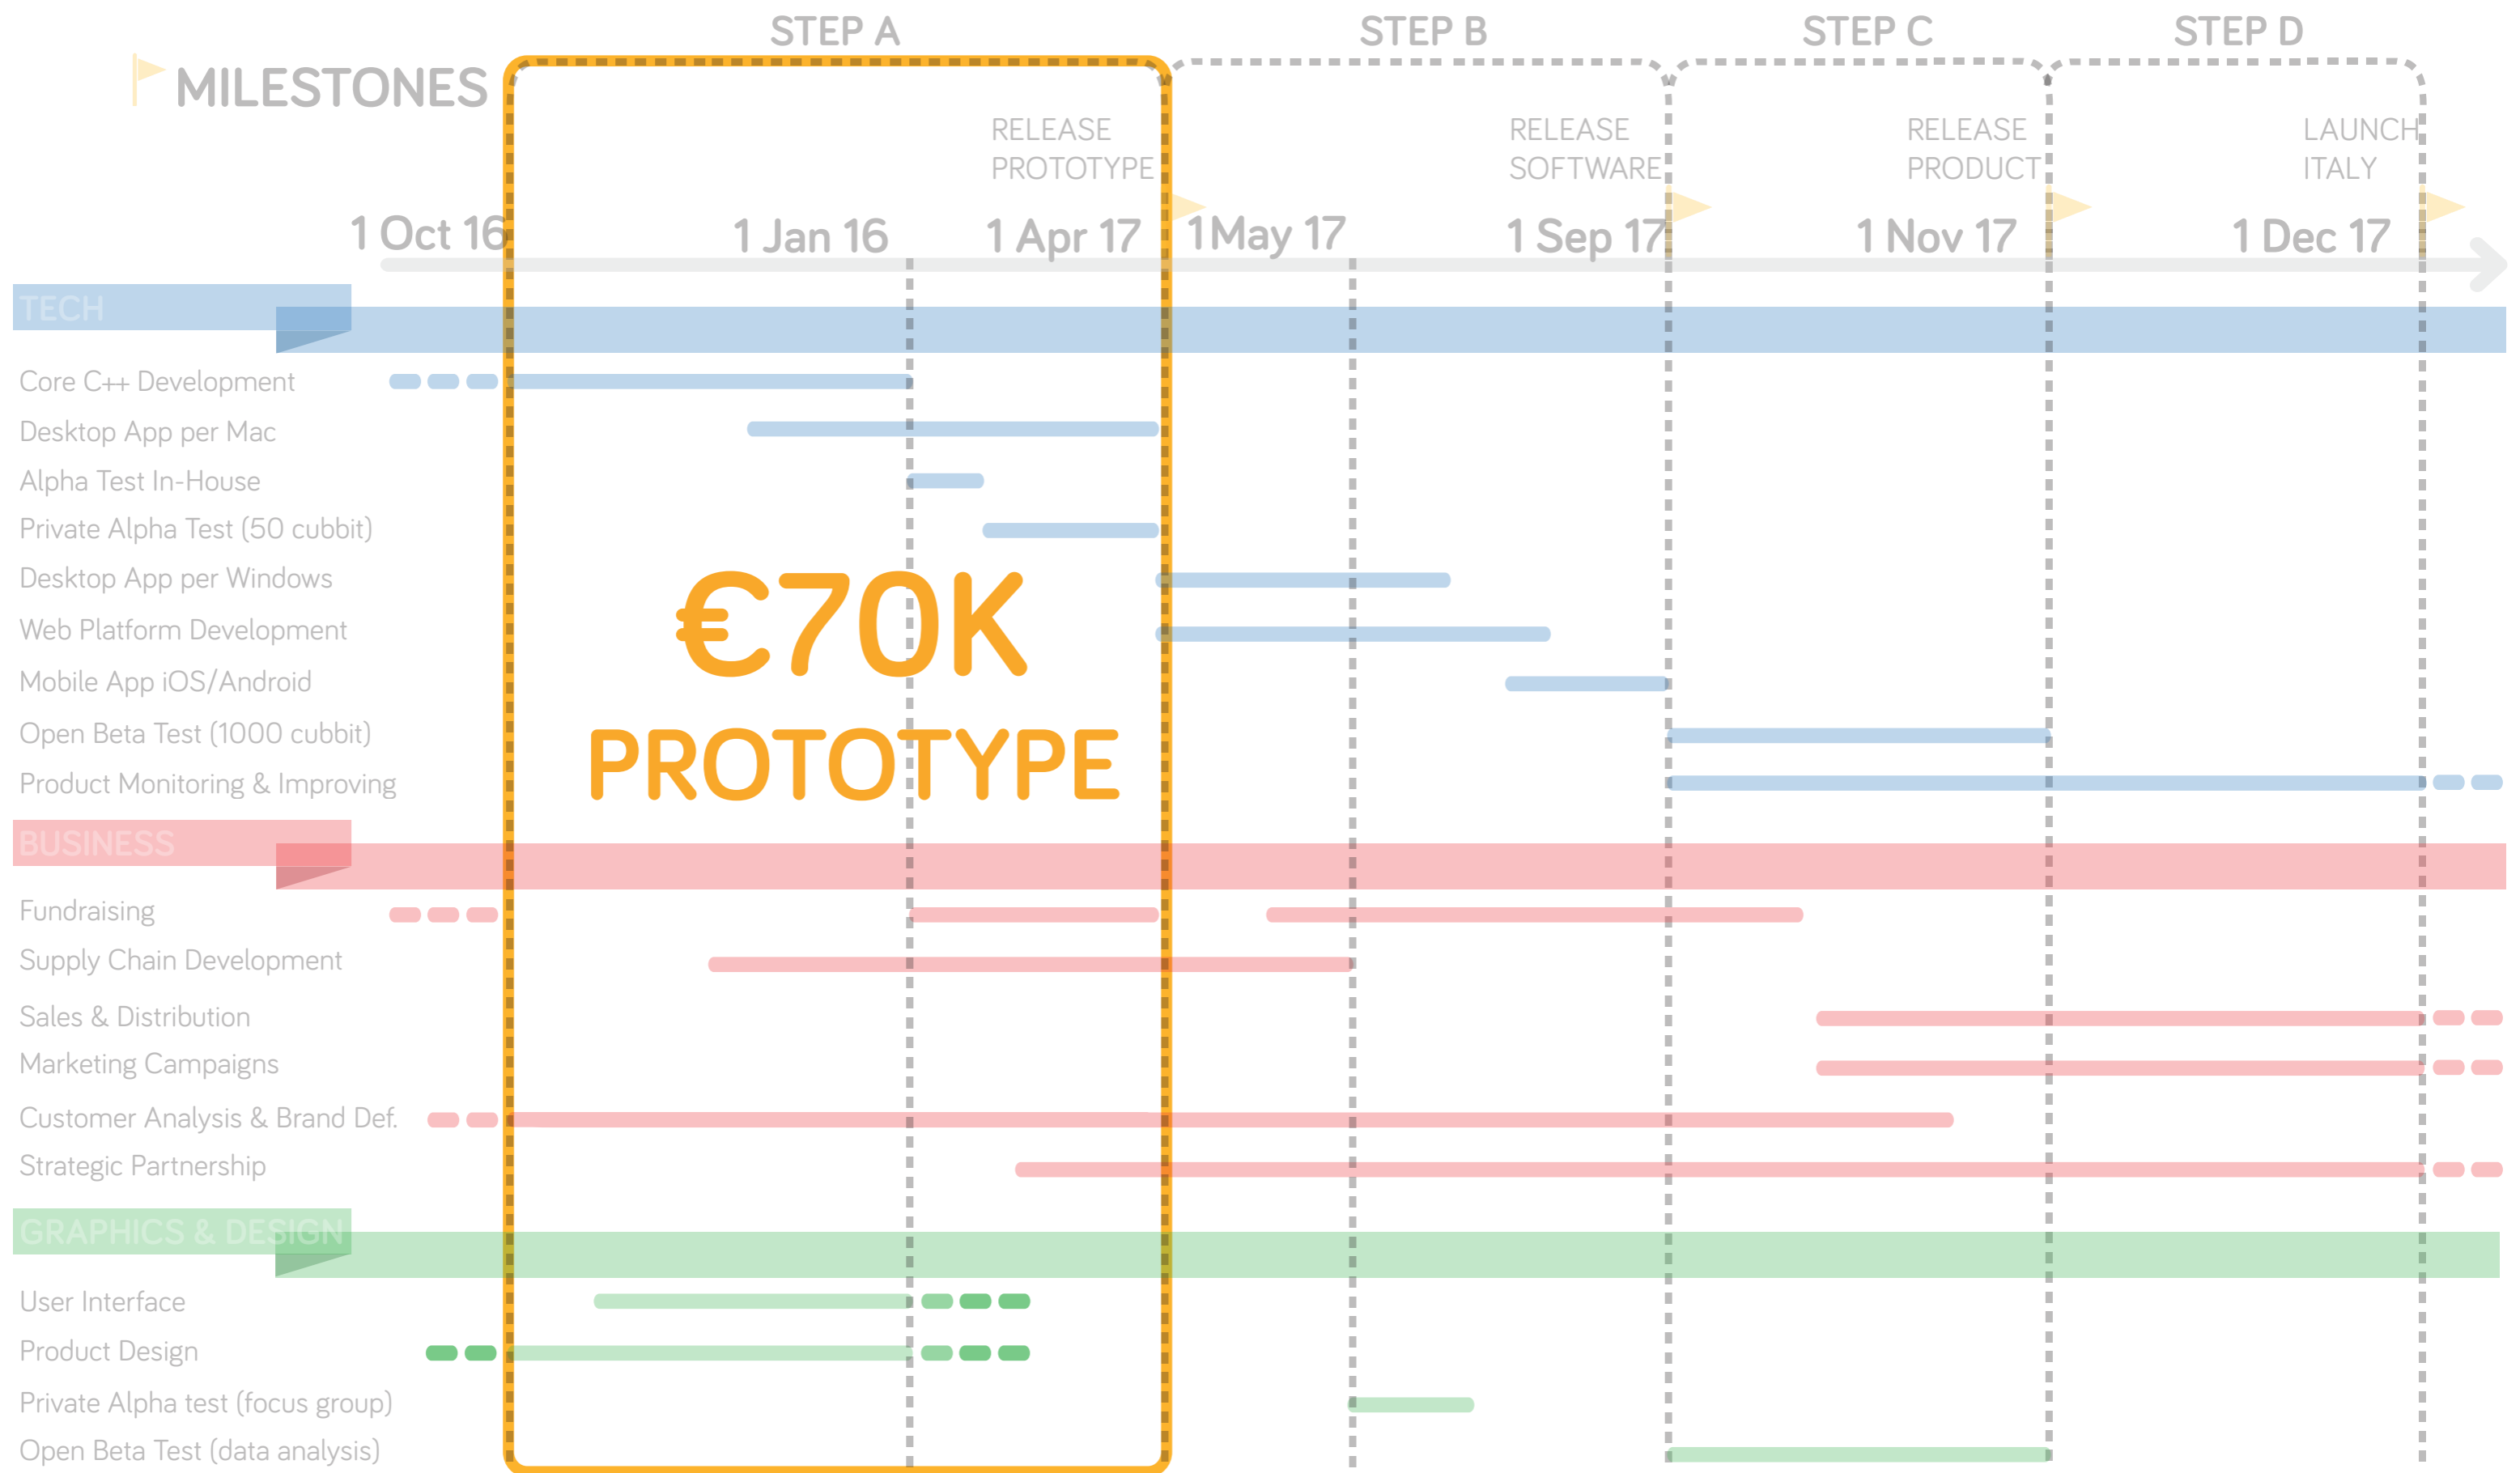 STEP A
STEP B
STEP C
STEP D
MILESTONES
RELEASE
PROTOTYPE
RELEASE
SOFTWARE
RELEASE
PRODUCT
LAUNCH
ITALY
1 Oct 16
1 Jan 16
1 Apr 17
1May 17
1 Sep 17
1 Nov 17
1 Dec 17
TECH
Core C++ Development
Desktop App per Mac
Alpha Test In-House
Private Alpha Test (50 cubbit)
Desktop App per Windows
Web Platform Development
Mobile App iOS/Android
Open Beta Test (1000 cubbit)
Product Monitoring & Improving
€70K
PROTOTYPE
BUSINESS
Fundraising
Supply Chain Development
Sales & Distribution
Marketing Campaigns
Customer Analysis & Brand Def.
Strategic Partnership
GRAPHICS & DESIGN
User Interface
Product Design
Private Alpha test (focus group)
Open Beta Test (data analysis)